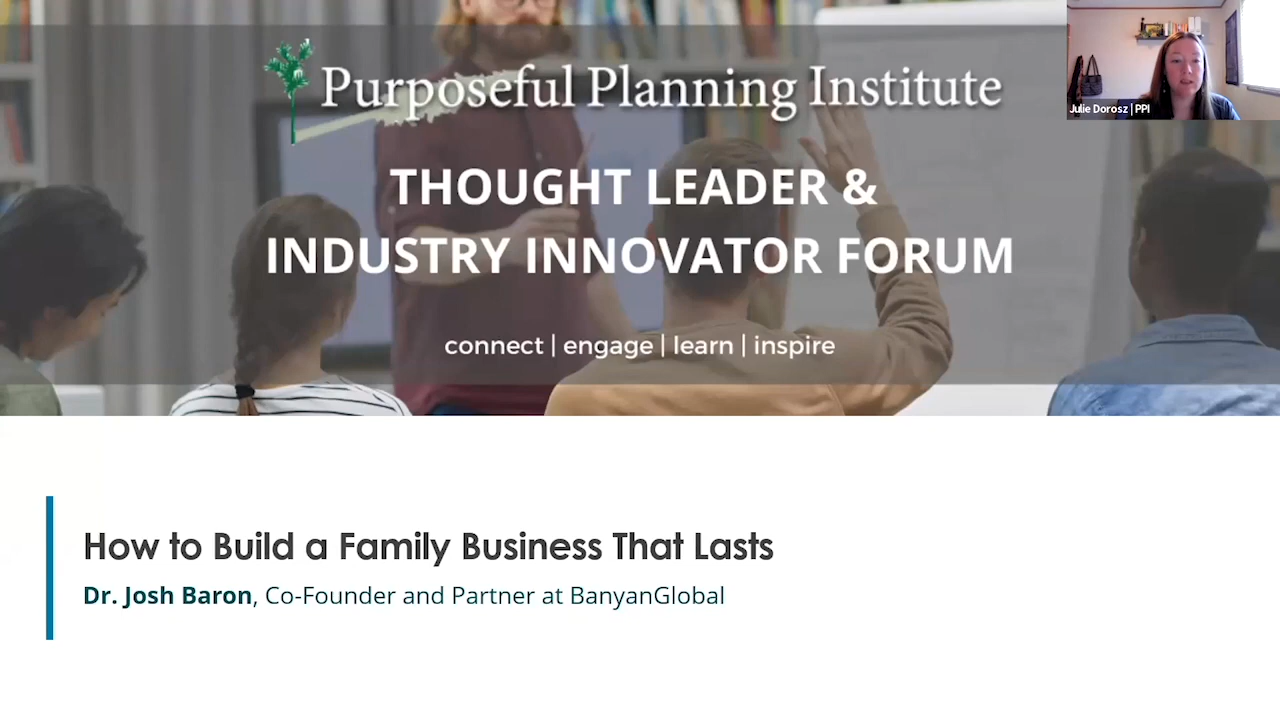 Purposeful Planning Institute
Julie Dorosz | PPI
THOUGHT LEADER &
INDUSTRY INNOVATOR FORUM
connect | engage | learn | inspire
How to Build a Family Business That Lasts
Dr. Josh Baron, Co-Founder and Partner at BanyanGlobal